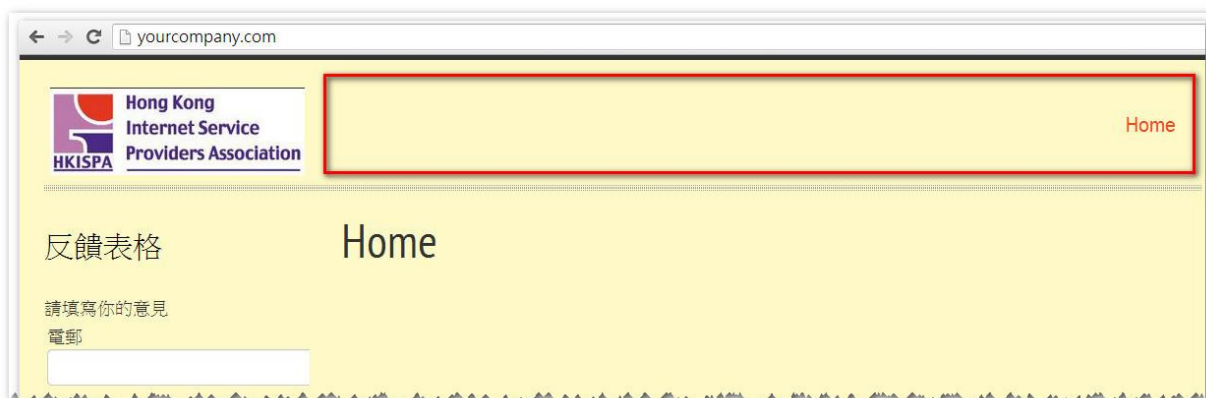 yourcompany.com
Hong Kong
Internet Service
Providers Association
HKISPA
Home
反饋表格
Home
請填寫你的意見
電郵